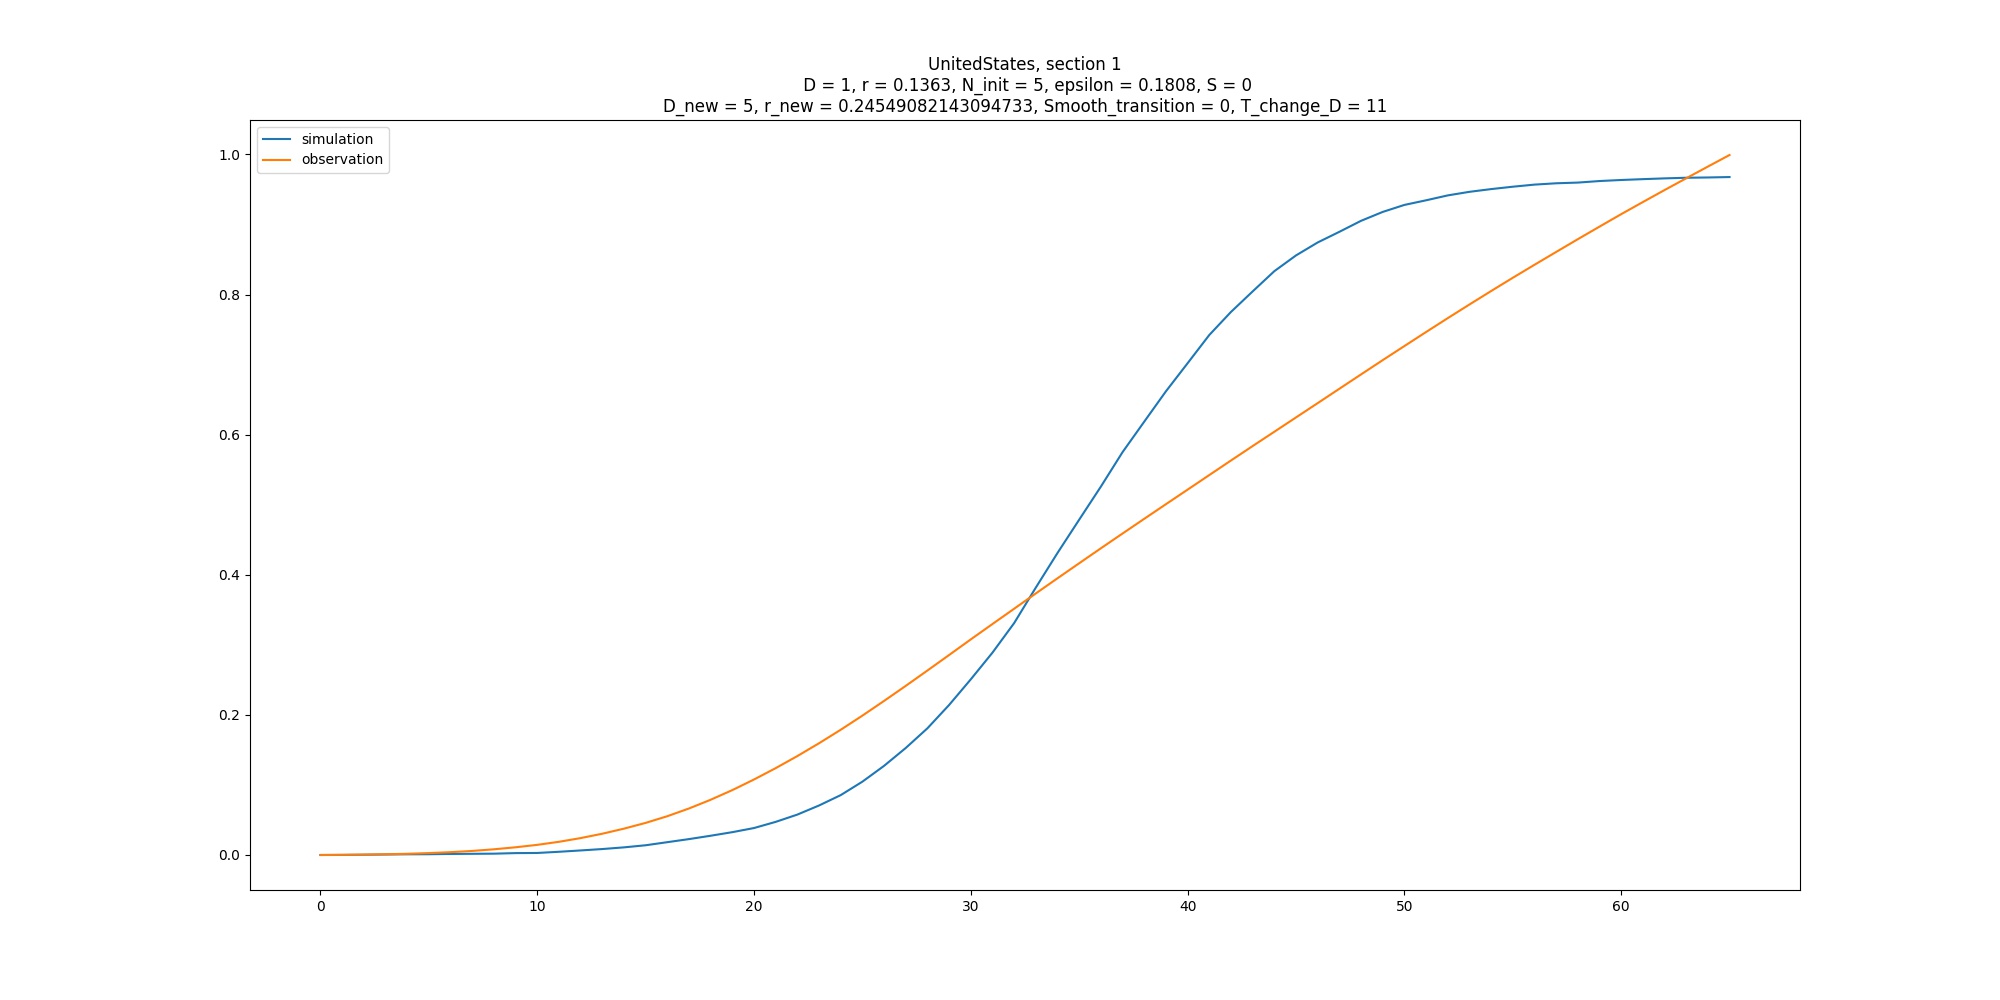 UnitedStates, section 1
D = 1, r = 0.1363, N_init = 5, epsilon = 0.1808, S = 0
D_new = 5, r_new = 0.24549082143094733, Smooth_transition = 0, T_change_D = 11
simulation
observation
1.0
0.8
0.6
0.4
0.2
0.0
0 10 20 30 40 50 60